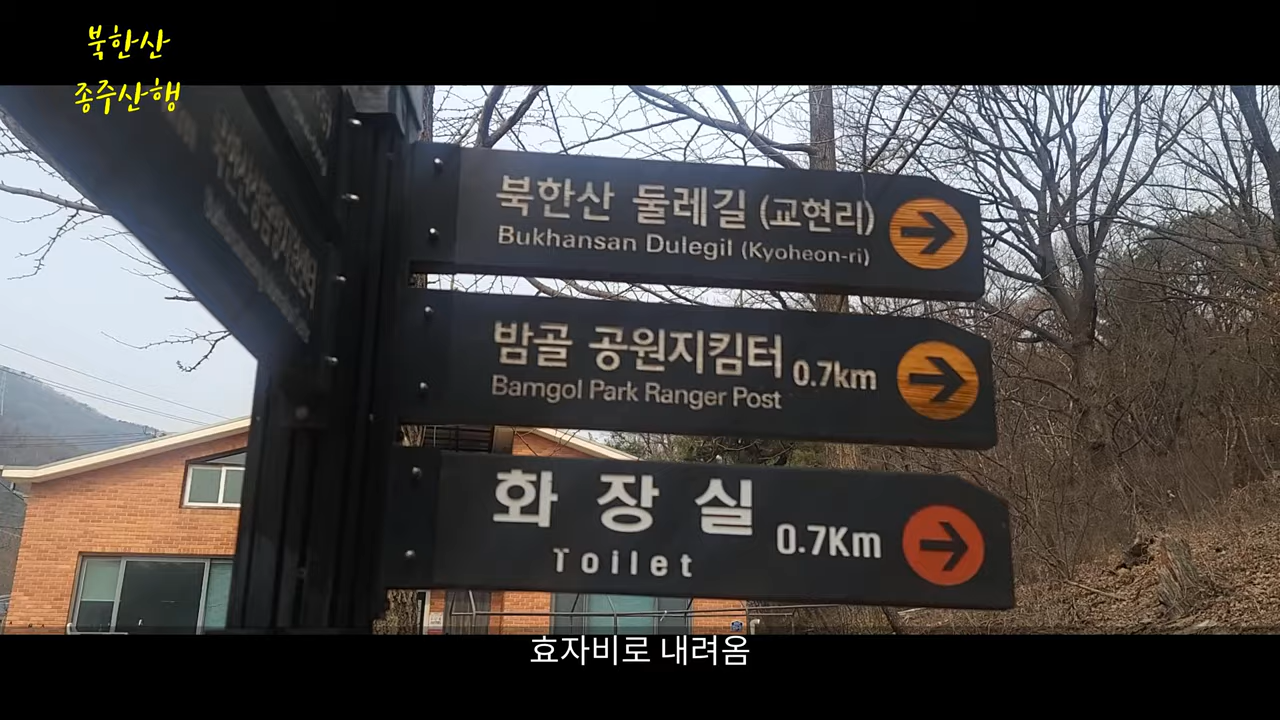 북한산
종주산행
북한산 둘레길 (교현리)
Bukhansan Dulegil (Kyoheon-ri)
밤골 공원지킴터 0.7km
Bamgol Park Ranger Post
화장실 0.7Km
Toilet
효자비로 내려옴